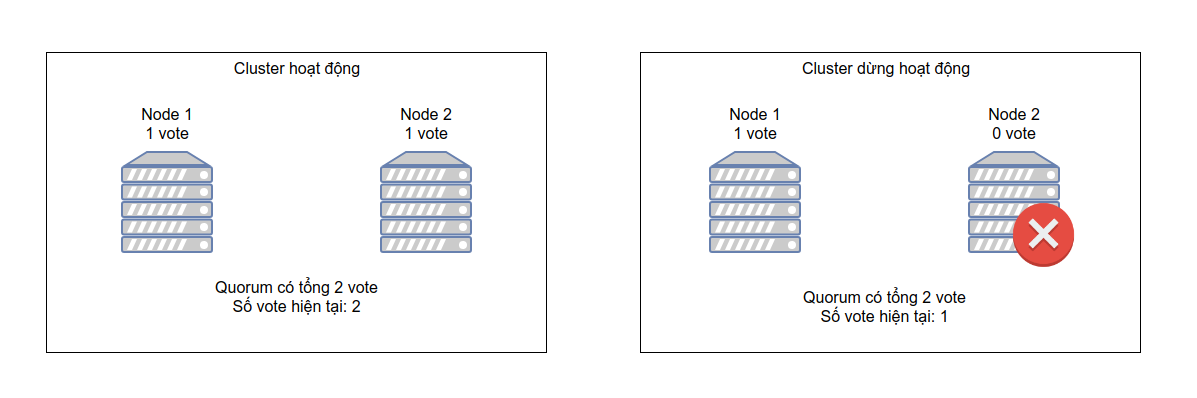 Cluster hoạt động
Node 1
1 vote
Node 2
1 vote
Quorum có tổng 2 vote
Số vote hiện tại: 2
Cluster dừng hoạt động
Node 1
1 vote
Node 2
0 vote
Quorum có tổng 2 vote
Số vote hiện tại: 1